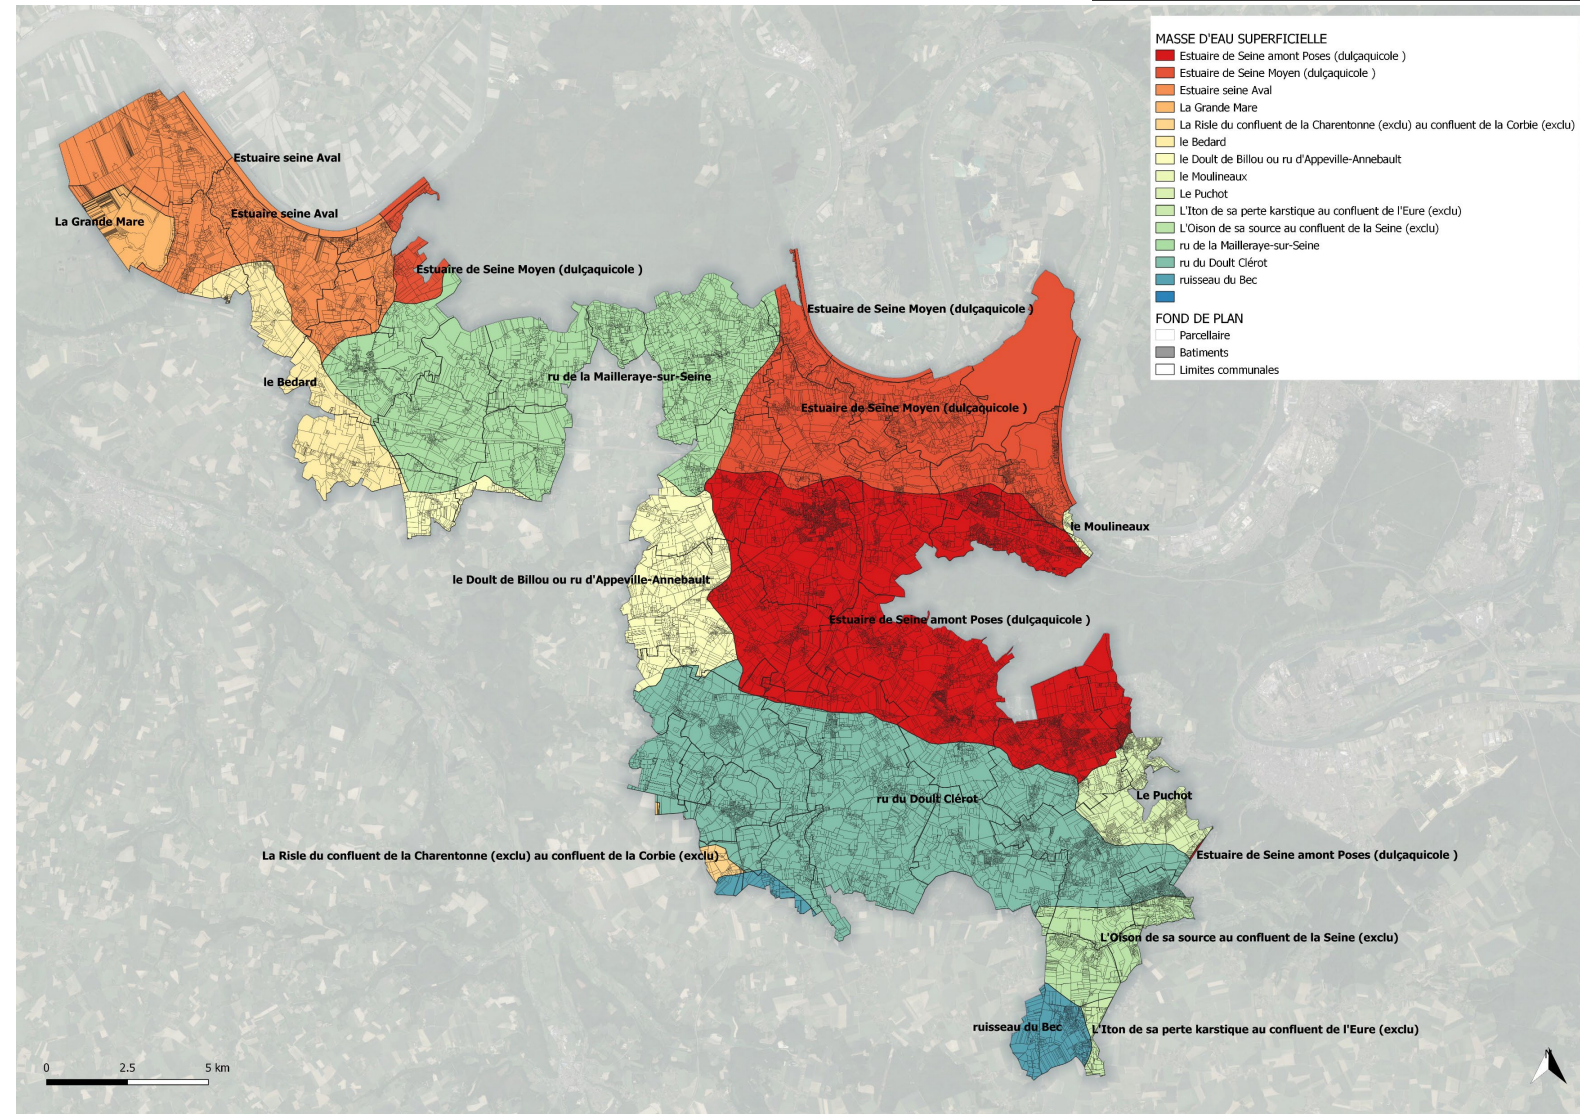 MASSE D'EAU SUPERFICIELLE
Estuaire de Seine amont Poses (dulçaquicole )
Estuaire de Seine Moyen (dulçaquicole )
Estuaire seine Aval
La Grande Mare
La Risle du confluent de la Charentonne (exclu) au confluent de la Corbie (exclu)
le Bedard
le Doult de Billou ou ru d'Appeville-Annebault
le Moulineaux
Le Puchot
L'Iton de sa perte karstique au confluent de l'Eure (exclu)
L'Oison de sa source au confluent de la Seine (exclu)
ru de la Mailleraye-sur-Seine
ru du Doult Clérot
ruisseau du Bec
FOND DE PLAN
Parcellaire
Batiments
Limites communales
Estuaire seine Aval
Estuaire seine Aval
La Grande Mare
Estuaire de Seine Moyen (dulçaquicole )
Estuaire de Seine Moyen (dulçaquicole )
le Bedard
ru de la Mailleraye-sur-Seine
Estuaire de Seine Moyen (dulçaquicole )
le Moulineaux
le Doult de Billou ou ru d'Appeville-Annebault
Estuaire de Seine amont Poses (dulçaquicole )
Le Puchot
ru du Doult Clérot
La Risle du confluent de la Charentonne (exclu) au confluent de la Corbie (exclu)
Estuaire de Seine amont Poses (dulçaquicole )
L'Oison de sa source au confluent de la Seine (exclu)
ruisseau du Bec
L'Iton de sa perte karstique au confluent de l'Eure (exclu)
0 2.5 5 km
N